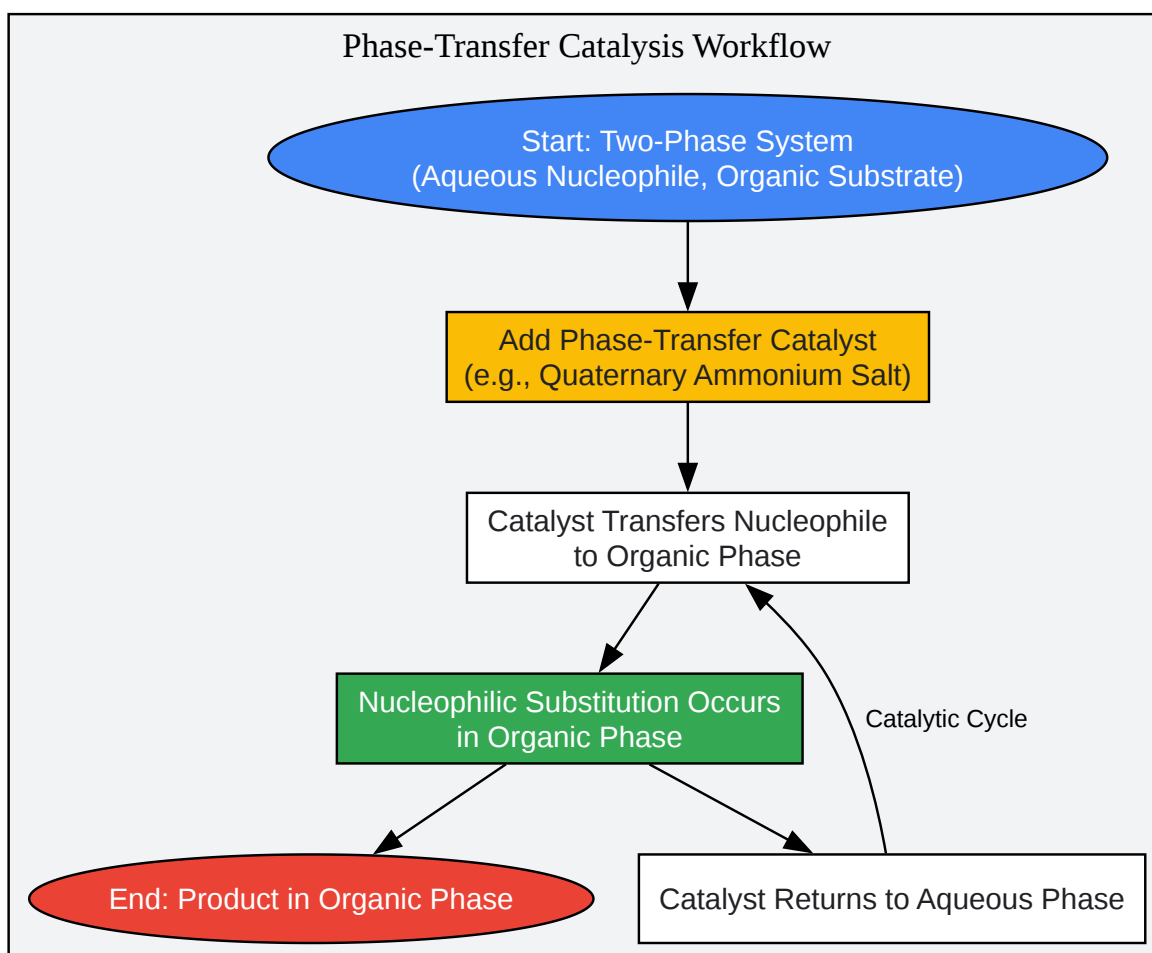 Phase-Transfer Catalysis Workflow
Start: Two-Phase System
(Aqueous Nucleophile, Organic Substrate)
Add Phase-Transfer Catalyst
(e.g., Quaternary Ammonium Salt)
Catalyst Transfers Nucleophile
to Organic Phase
Nucleophilic Substitution Occurs
in Organic Phase
Catalytic Cycle
End: Product in Organic Phase
Catalyst Returns to Aqueous Phase